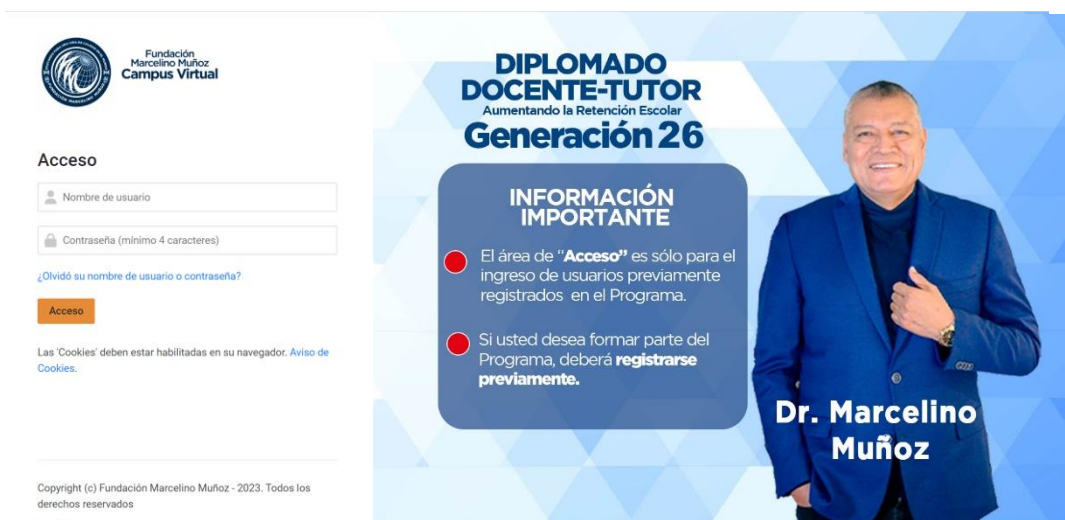 Fundación
Marcelino Muñoz
Campus Virtual
Acceso
Nombre de usuario
Contraseña (mínimo 4 caracteres)
¿Olvidó su nombre de usuario o contraseña?
Acceso
Las 'Cookies' deben estar habilitadas en su navegador. Aviso de
Cookies.
Copyright (c) Fundación Marcelino Muñoz - 2023. Todos los
derechos reservados
DIPLOMADO
DOCENTE-TUTOR
Aumentando la Retención Escolar
Generación 26
INFORMACIÓN
IMPORTANTE
El área de "Acceso" es sólo para el
ingreso de usuarios previamente
registrados en el Programa.
Si usted desea formar parte del
Programa, deberá registrarse
previamente.
Dr. Marcelino
Muñoz